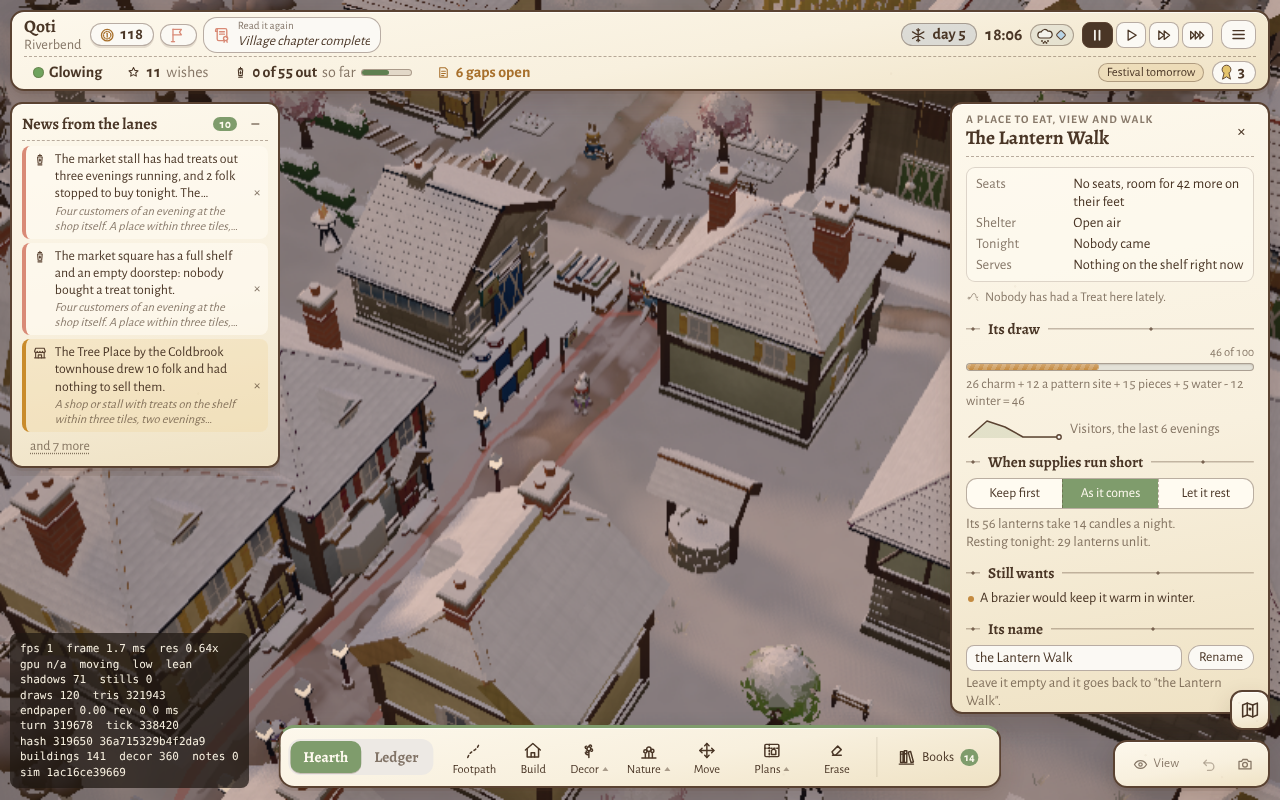 Qoti
Riverbend
118
Read it again
Village chapter complete
day 5
18:06
Glowing
11 wishes
0 of 55 out so far
6 gaps open
Festival tomorrow
3
News from the lanes
10
The market stall has had treats out
three evenings running, and 2 folk
stopped to buy tonight. The…
Four customers of an evening at the
shop itself. A place within three tiles,…
The market square has a full shelf
and an empty doorstep: nobody
bought a treat tonight.
Four customers of an evening at the
shop itself. A place within three tiles,…
The Tree Place by the Coldbrook
townhouse drew 10 folk and had
nothing to sell them.
A shop or stall with treats on the shelf
within three tiles, two evenings…
and 7 more
A PLACE TO EAT, VIEW AND WALK
The Lantern Walk
Seats No seats, room for 42 more on
their feet
Shelter Open air
Tonight Nobody came
Serves Nothing on the shelf right now
Nobody has had a Treat here lately.
Its draw
46 of 100
26 charm + 12 a pattern site + 15 pieces + 5 water - 12
winter = 46
Visitors, the last 6 evenings
When supplies run short
Keep first As it comes Let it rest
Its 56 lanterns take 14 candles a night.
Resting tonight: 29 lanterns unlit.
Still wants
A brazier would keep it warm in winter.
Its name
the Lantern Walk Rename
Leave it empty and it goes back to "the Lantern
Walk".
fps 1 frame 1.7 ms res 0.64x
gpu n/a moving low lean
shadows 71 stills 0
draws 120 tris 321943
endpaper 0.00 rev 0 0 ms
turn 319678 tick 338420
hash 319650 36a715329b4f2da9
buildings 141 decor 360 notes 0
sim 1ac16ce39669
Hearth Ledger
Footpath Build Decor Nature Move Plans Erase
Books 14
View